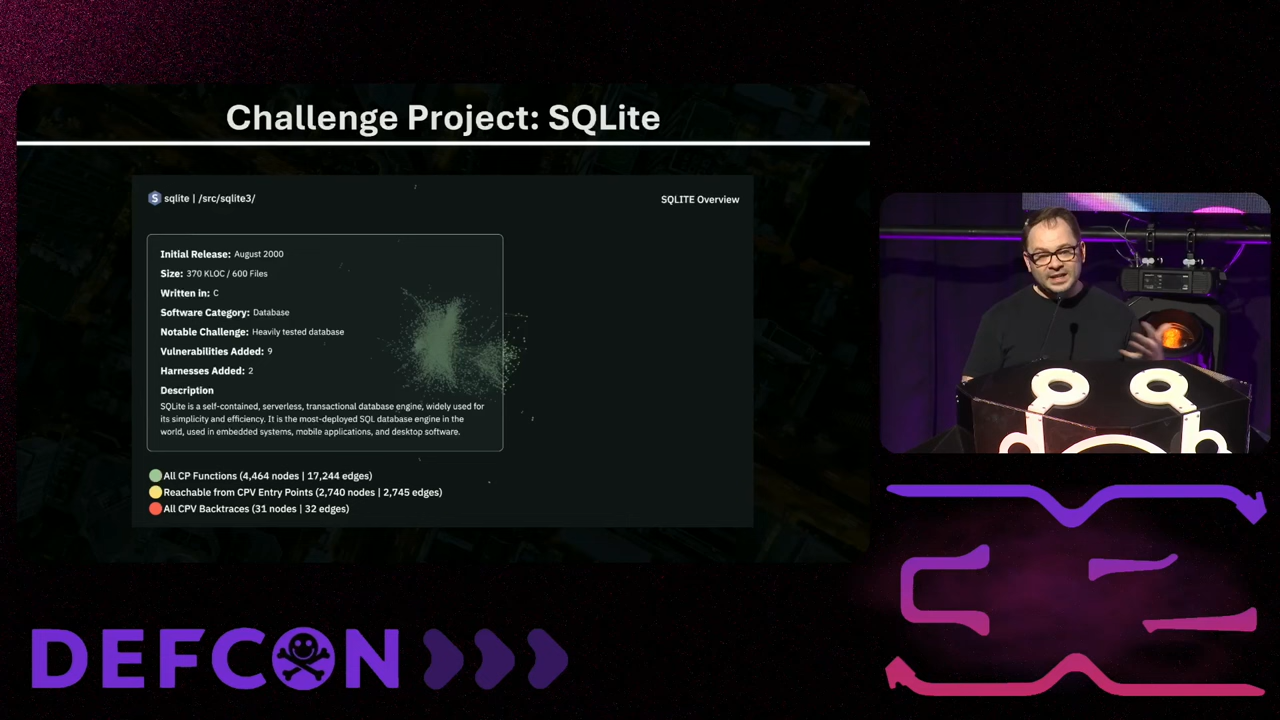 Challenge Project: SQLite
S sqlite | /src/sqlite3/
SQLITE Overview
Initial Release: August 2000
Size: 370 KLOC / 600 Files
Written in: C
Software Category: Database
Notable Challenge: Heavily tested database
Vulnerabilities Added: 9
Harnesses Added: 2
Description
SQLite is a self-contained, serverless, transactional database engine, widely used for
its simplicity and efficiency. It is the most-deployed SQL database engine in the
world, used in embedded systems, mobile applications, and desktop software.
All CP Functions (4,464 nodes | 17,244 edges)
Reachable from CPV Entry Points (2,740 nodes | 2,745 edges)
All CPV Backtraces (31 nodes | 32 edges)
DEFCON